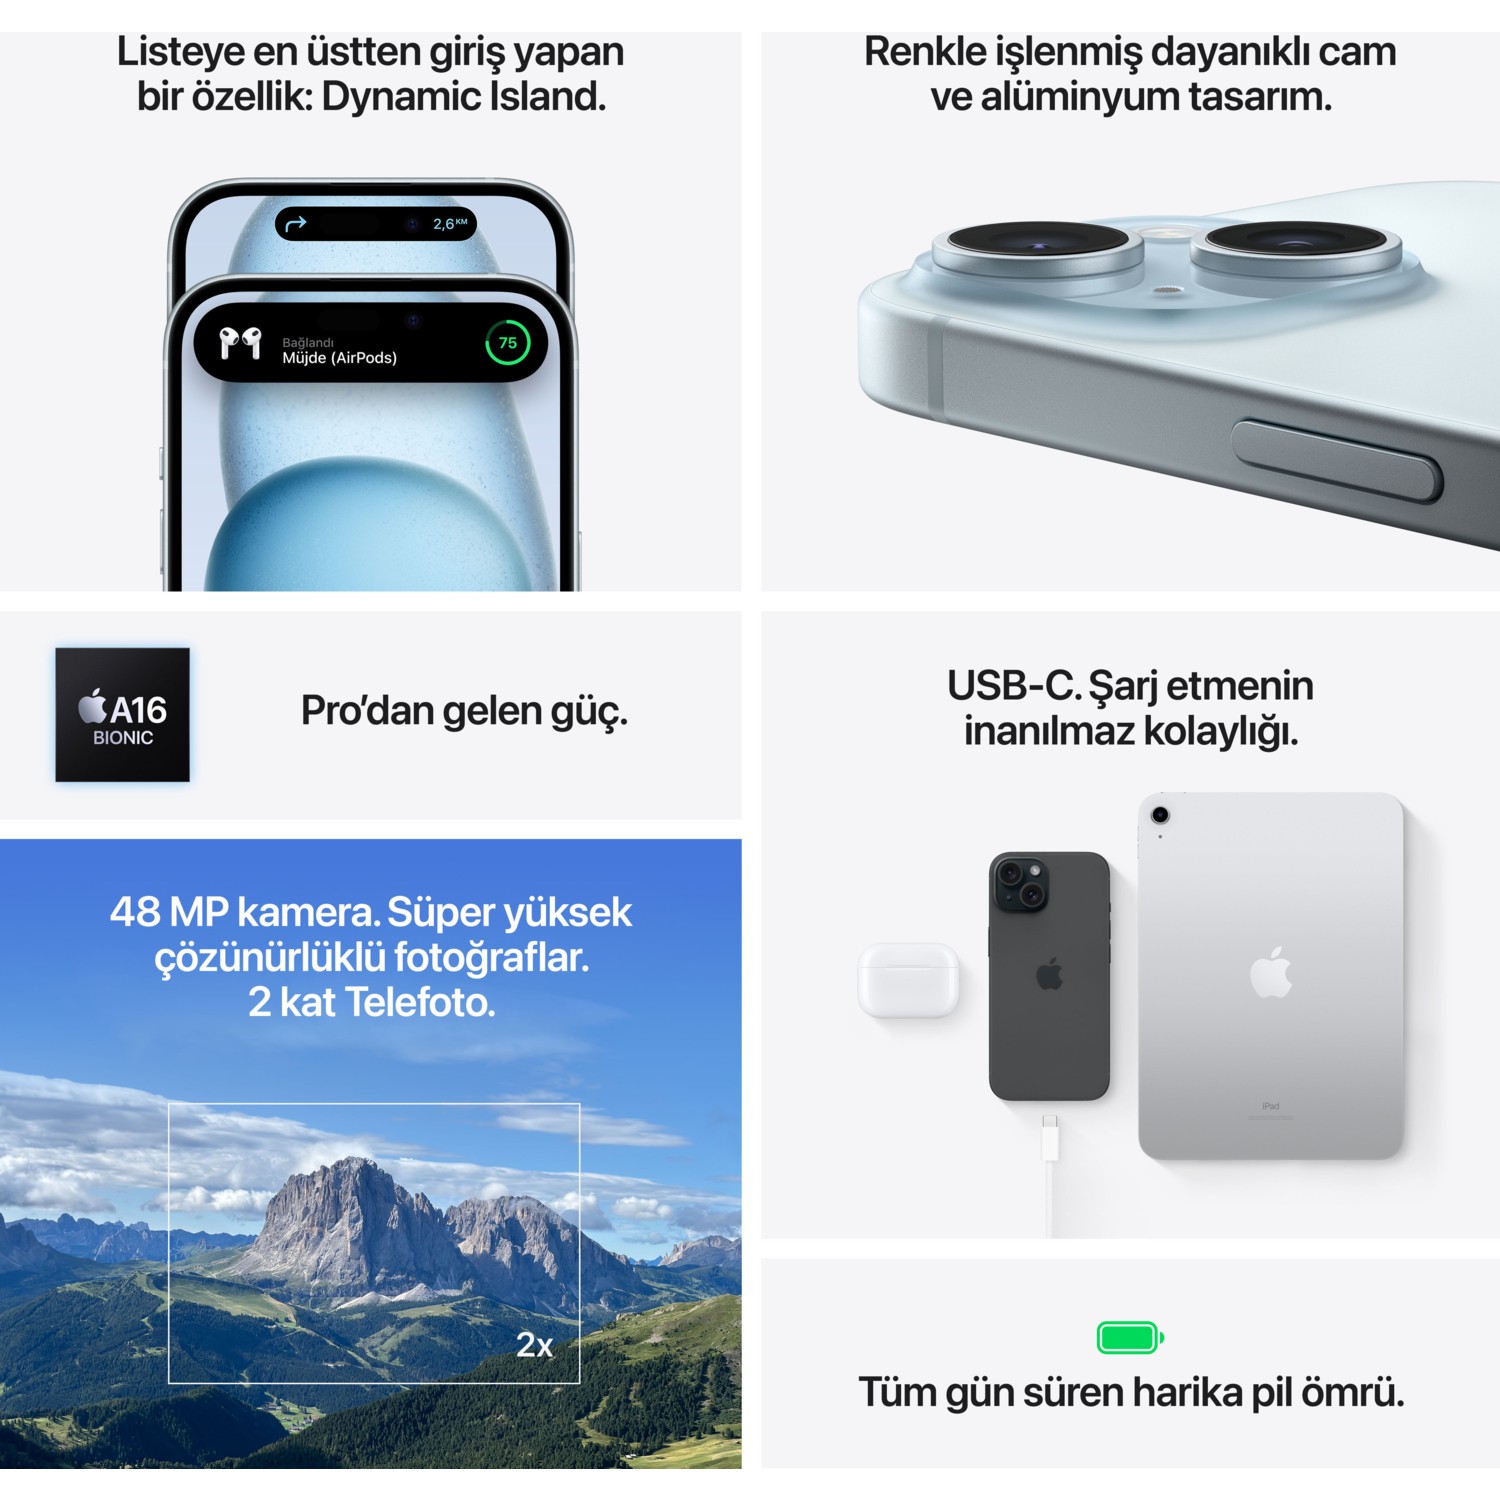 Listeye en üstten giriş yapan
bir özellik: Dynamic Island.
2,6 KM
Bağlandı
Müjde (AirPods)
75
Renkle işlenmiş dayanıklı cam
ve alüminyum tasarım.
A16
BIONIC
Pro’dan gelen güç.
USB-C. Şarj etmenin
inanılmaz kolaylığı.
iPad
48 MP kamera. Süper yüksek
çözünürlüklü fotoğraflar.
2 kat Telefoto.
2x
Tüm gün süren harika pil ömrü.